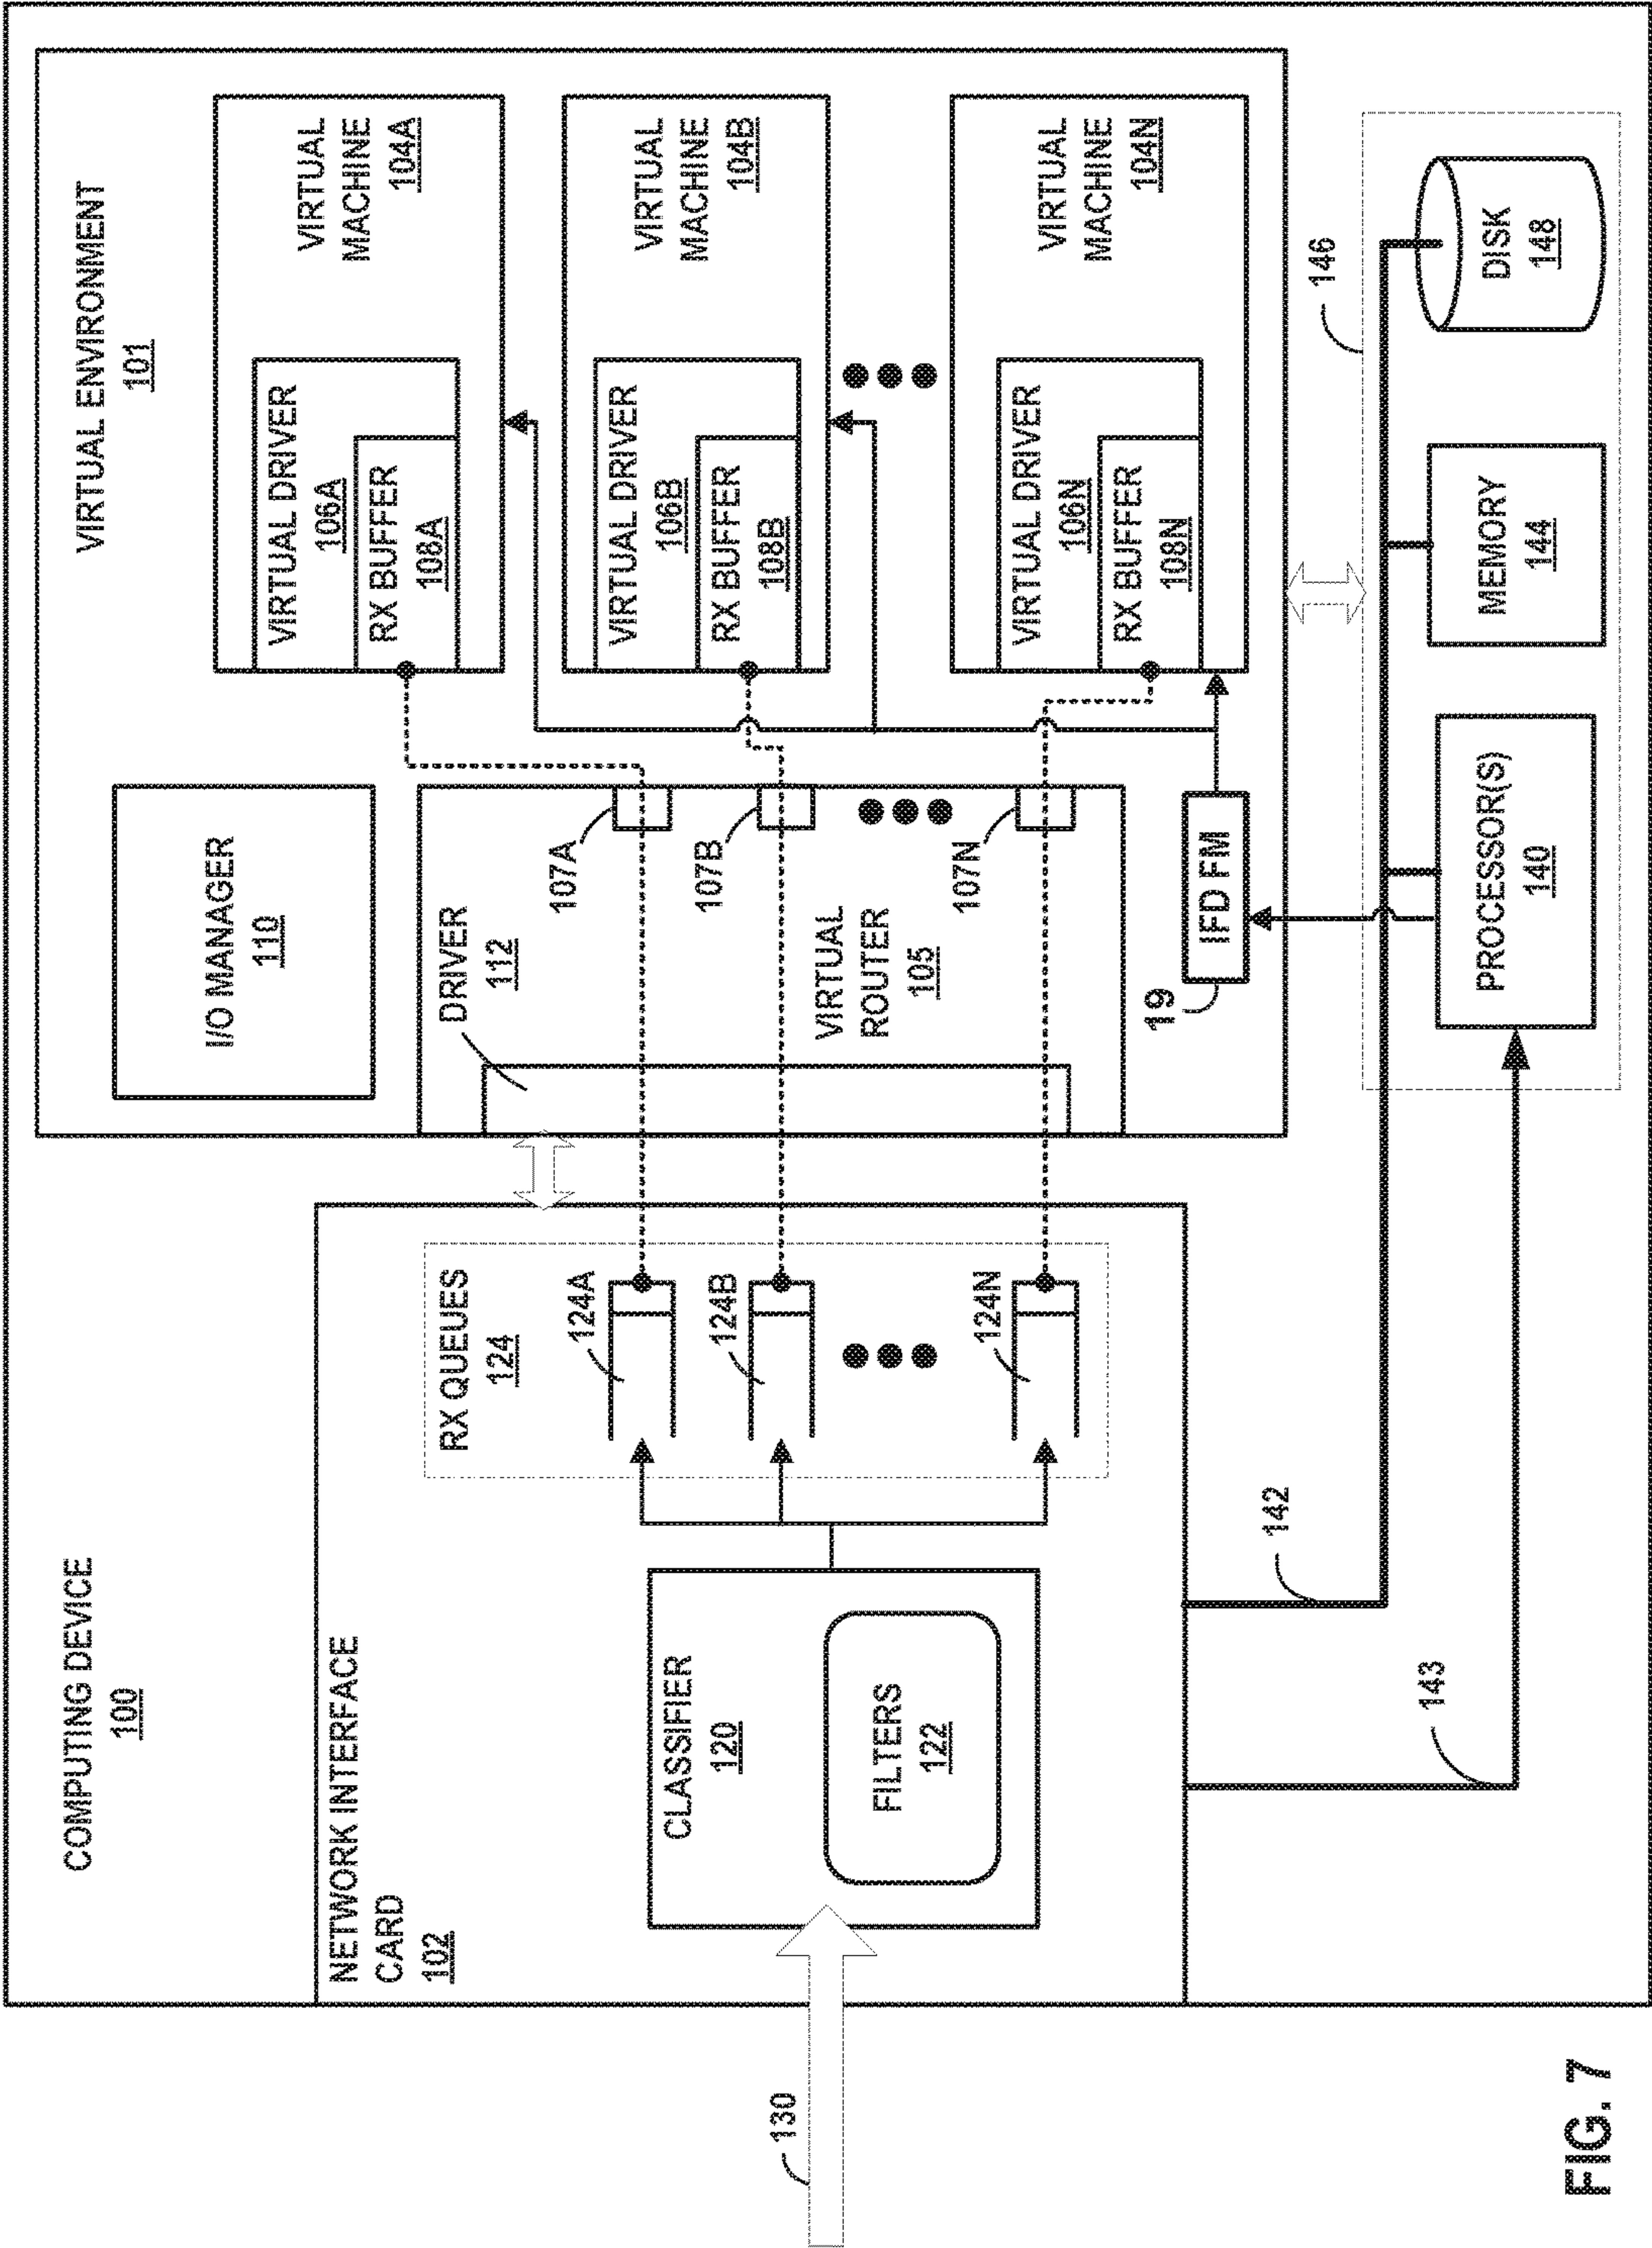 COMPUTING DEVICE
100
NETWORK INTERFACE
CARD
102
CLASSIFIER
120
FILTERS
122
RX QUEUES
124
124A
124B
124N
130
VIRTUAL ENVIRONMENT
101
I/O MANAGER
110
DRIVER
112
107A
107B
107N
VIRTUAL
ROUTER
105
19
IFD FM
VIRTUAL DRIVER
106A
RX BUFFER
108A
VIRTUAL
MACHINE
104A
VIRTUAL DRIVER
106B
RX BUFFER
108B
VIRTUAL
MACHINE
104B
VIRTUAL DRIVER
106N
RX BUFFER
108N
VIRTUAL
MACHINE
104N
142
143
146
PROCESSOR(S)
140
MEMORY
144
DISK
148
FIG. 7